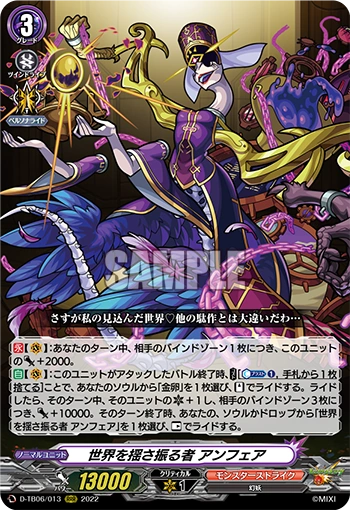 3
グレード
ツインドライブ
ペルソナライド
SAMPLE
さすが私の見込んだ世界♡他の駄作とは大違いだわ…
永【】:あなたのターン中、相手のバインドゾーン1枚につき、このユニット
の+2000。
自【】:このユニットがアタックしたバトル終了時、【コスト[ブラスト①、手札から1枚
捨てる]】ことで、あなたのソウルから「金卵」を1枚選び、でライドする。ライド
したら、そのターン中、そのユニットの+1し、相手のバインドゾーン3枚に
つき、+10000。そのターン終了時、あなたのソウルかドロップから「世界
を揺さ振る者 アンフェア」を1枚選び、でライドする。
ノーマルユニット
世界を揺さ振る者 アンフェア
パワー 13000
クリティカル
1
モンスターストライク
幻妖
D-TB06/013 RRR 2022
©MIXI